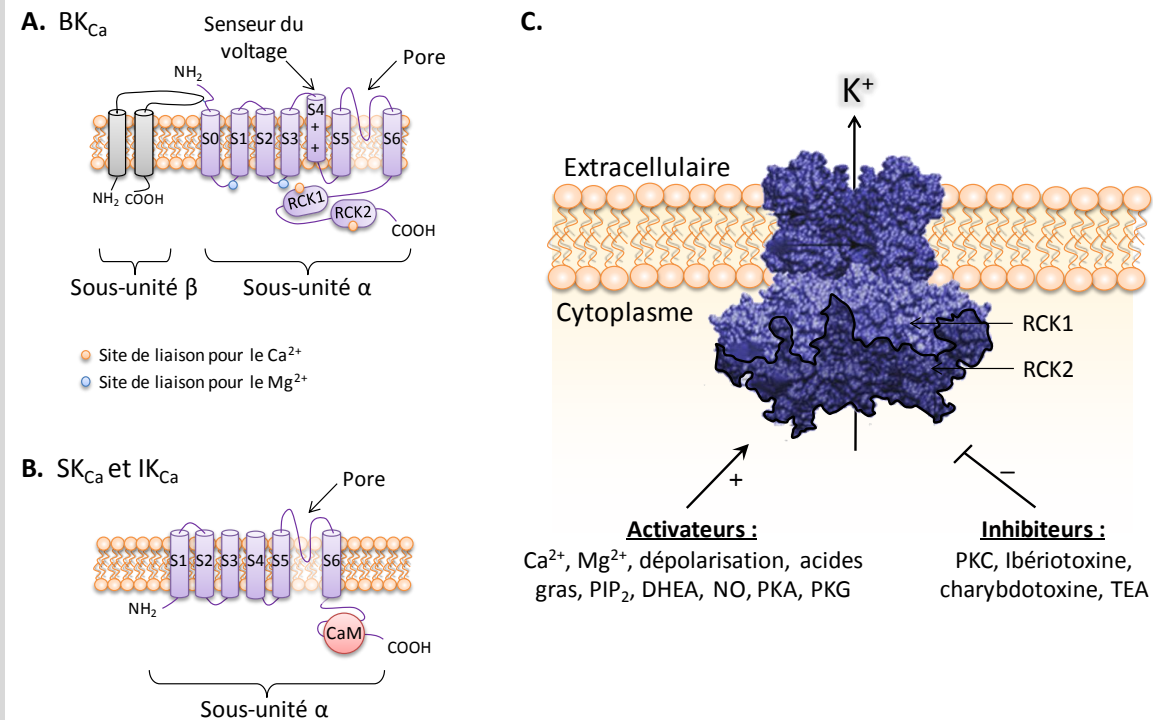 A. BK_Ca
Senseur du
voltage
Pore
NH₂
S0 S1 S2 S3 S4 S5 S6
+
+
RCK1
RCK2
NH₂ COOH
COOH
Sous-unité β
Sous-unité α
Site de liaison pour le Ca²⁺
Site de liaison pour le Mg²⁺
B. SK_Ca et IK_Ca
Pore
S1 S2 S3 S4 S5 S6
NH₂
CaM
COOH
Sous-unité α
C.
K⁺
Extracellulaire
Cytoplasme
RCK1
RCK2
+
–
Activateurs :
Ca²⁺, Mg²⁺, dépolarisation, acides
gras, PIP₂, DHEA, NO, PKA, PKG
Inhibiteurs :
PKC, Ibériotoxine,
charybdotoxine, TEA